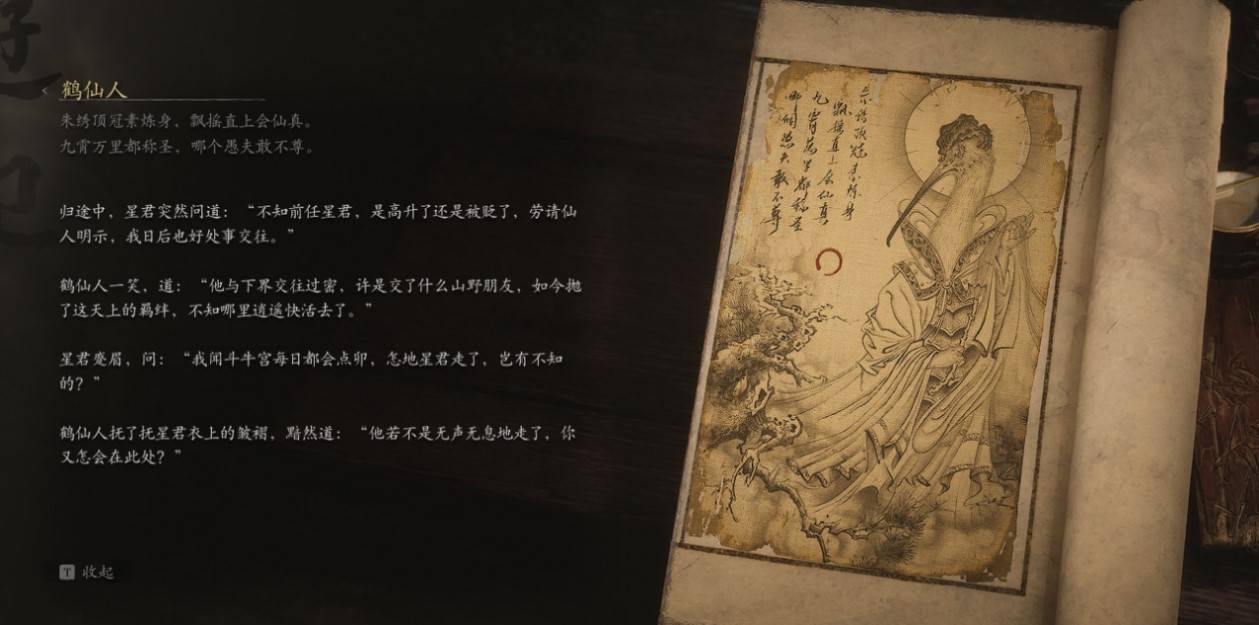 鹤仙人
朱绣顶冠素炼身、飘摇直上会仙真。
九霄万里都称圣、哪个愚夫敢不尊。
归途中，星君突然问道：“不知前任星君，是高升了还是被贬了，劳请仙
人明示，我日后也好处事交往。”
鹤仙人一笑，道：“他与下界交往过密，许是交了什么山野朋友，如今抛
了这天上的羁绊，不知哪里逍遥快活去了。”
星君蹙眉，问：“我闻斗牛宫每日都会点卯，怎地星君走了，岂有不知
的？”
鹤仙人抚了抚星君衣上的皱褶，黯然道：“他若不是无声无息地走了，你
又怎会在此处？”
T 收起
朱绣顶冠素炼身
飘摇直上会仙真
九霄万里都称圣
哪个愚夫敢不尊